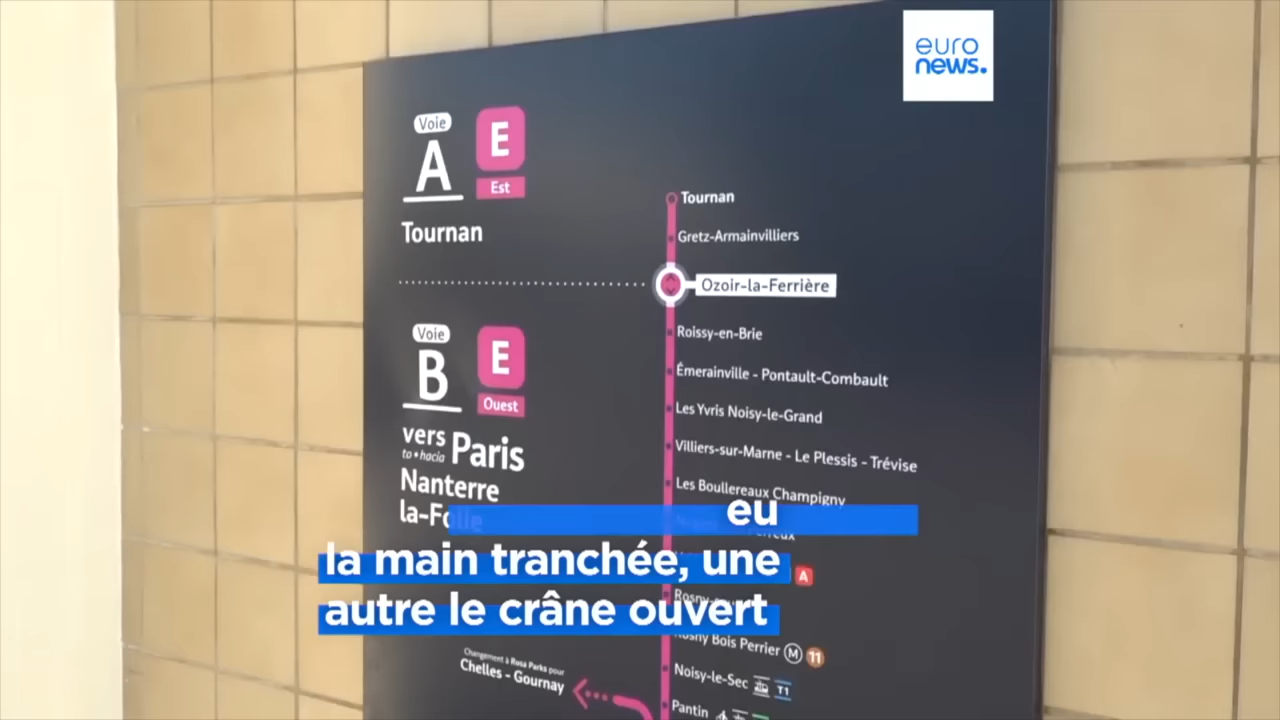 euro
news.
Voie
A
E
Est
Tournan
Tournan
Gretz-Armainvilliers
Ozoir-la-Ferrière
Roissy-en-Brie
Émerainville - Pontault-Combault
Les Yvris Noisy-le-Grand
Villiers-sur-Marne - Le Plessis - Trévise
Les Boullereaux Champigny
Voie
B
E
Ouest
vers
to • hacia
Paris
Nanterre
la-Folie
eu
la main tranchée, une
autre le crâne ouvert
A
Rosny Bois Perrier M 11
Noisy-le-Sec T1
Pantin
Changement à Rosa Parks pour
Chelles - Gournay